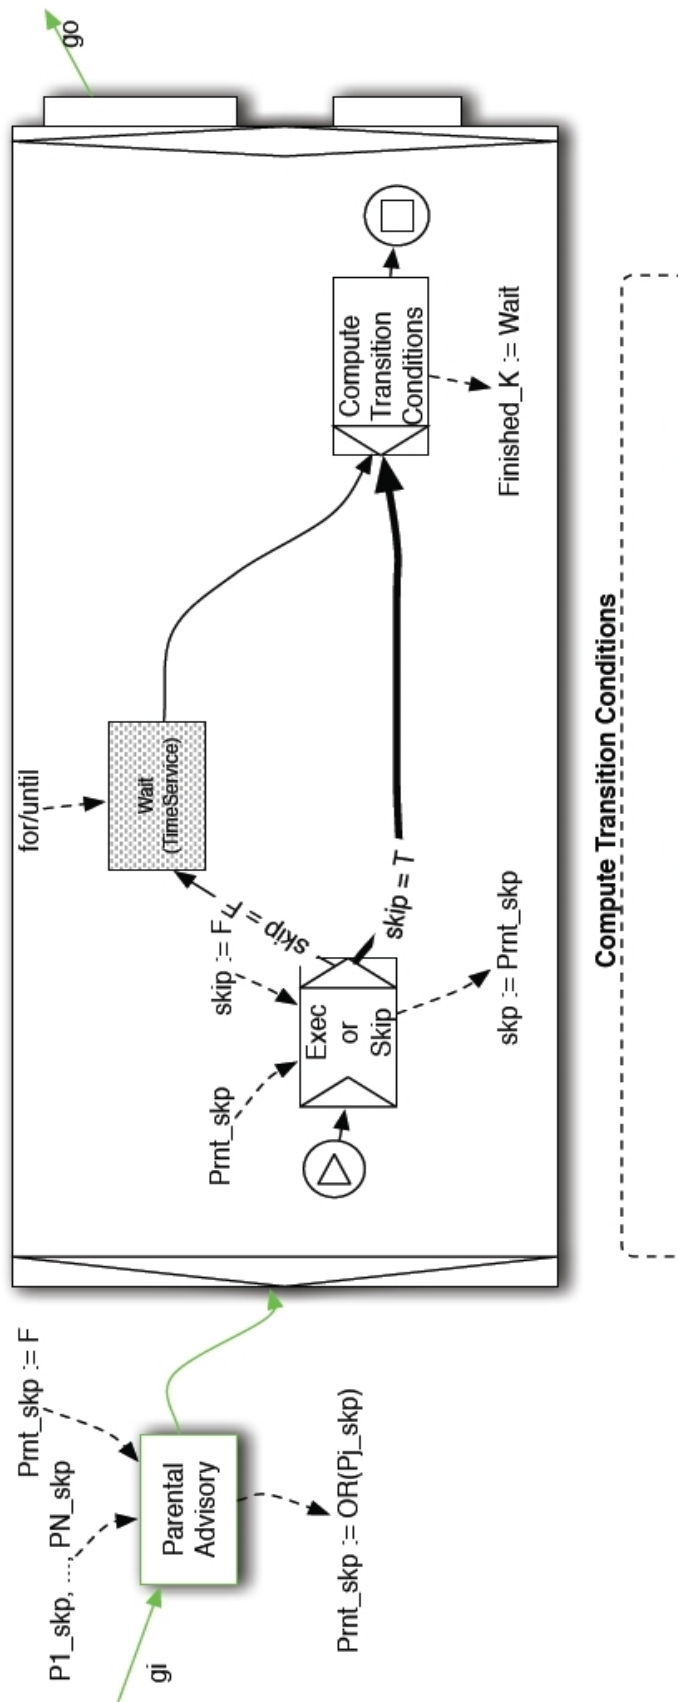 gi
P1_skp, ..... PN_skp
Prnt_skp := F
Parental
Advisory
Prnt_skp := OR(Pj_skp)
Prnt_skp
skip := F
Exec
or
Skip
skp := Prnt_skp
skip = F
skip = T
for/until
Wait
(TimeService)
Compute
Transition
Conditions
Finished_K := Wait
go
Compute Transition Conditions